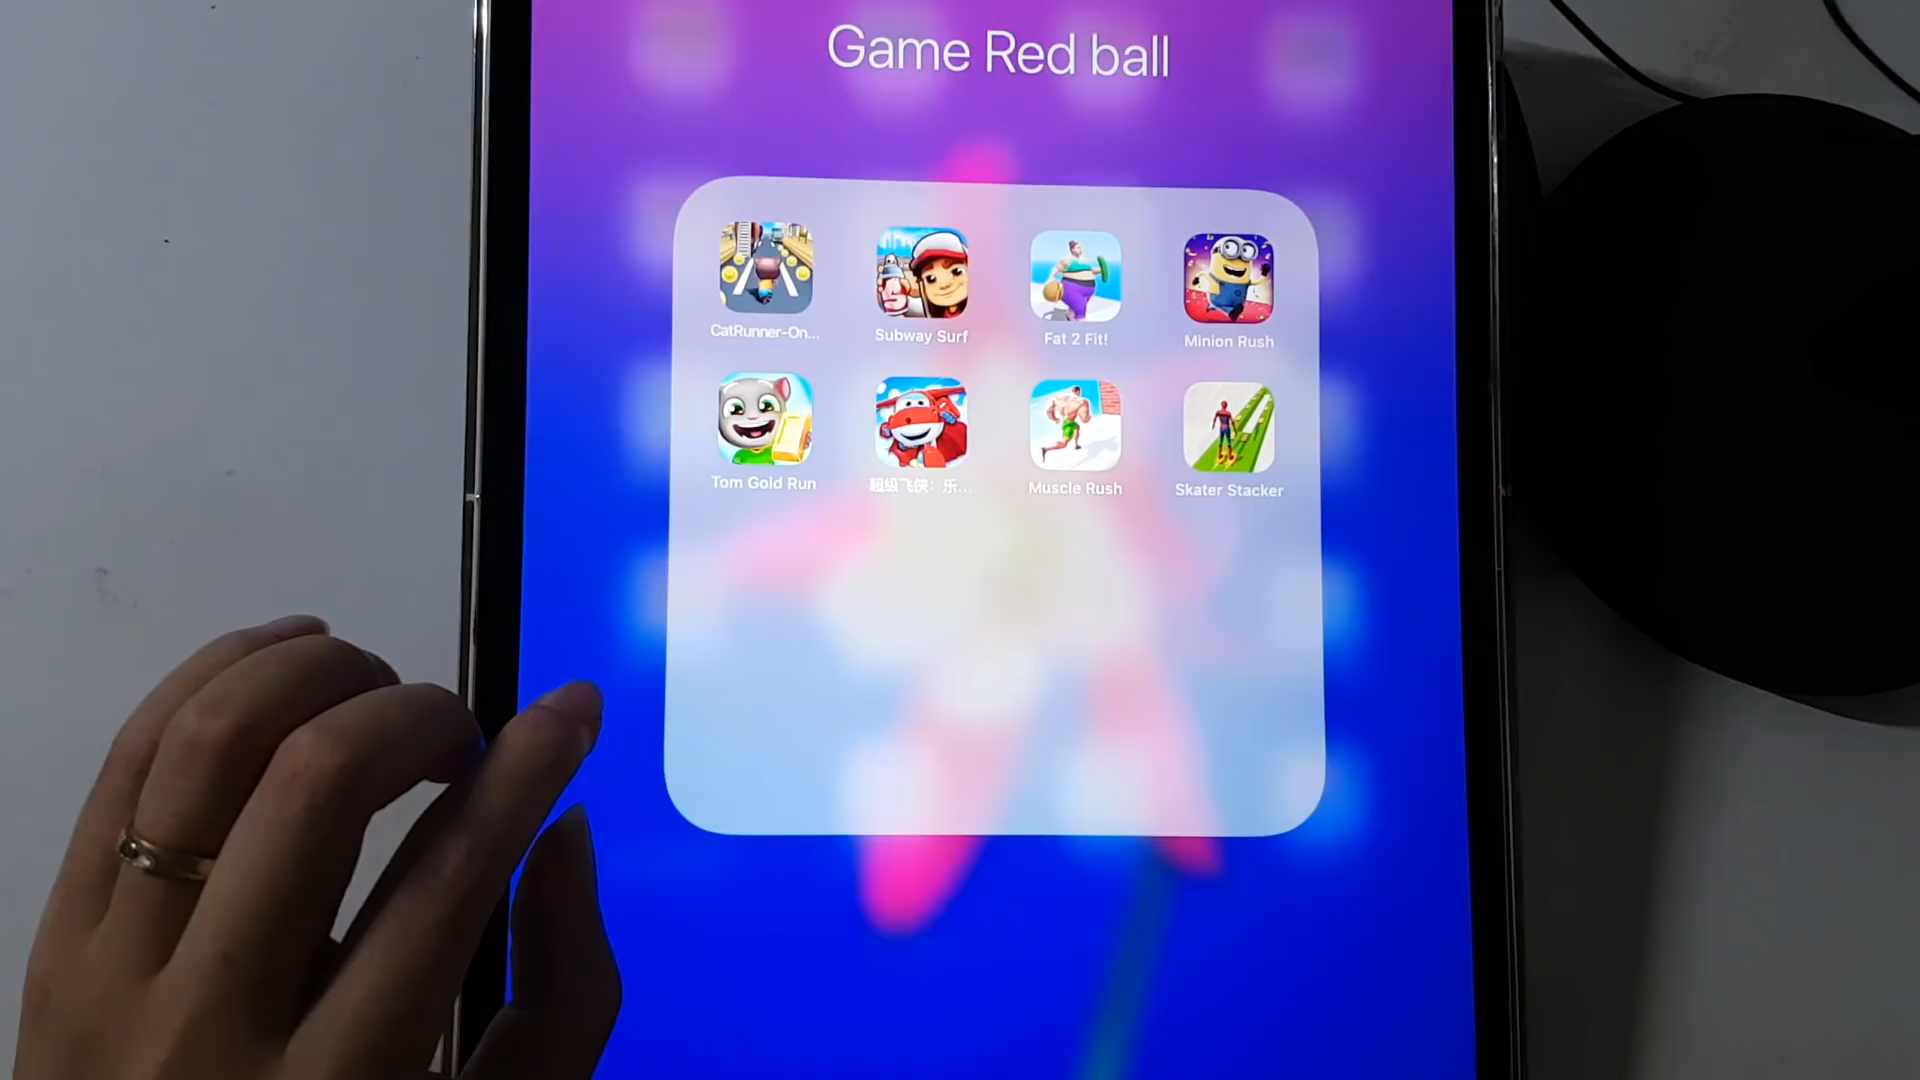 Game Red ball
CatRunner-On...
Subway Surf
Fat 2 Fit!
Minion Rush
Tom Gold Run
超级飞侠：乐...
Muscle Rush
Skater Stacker